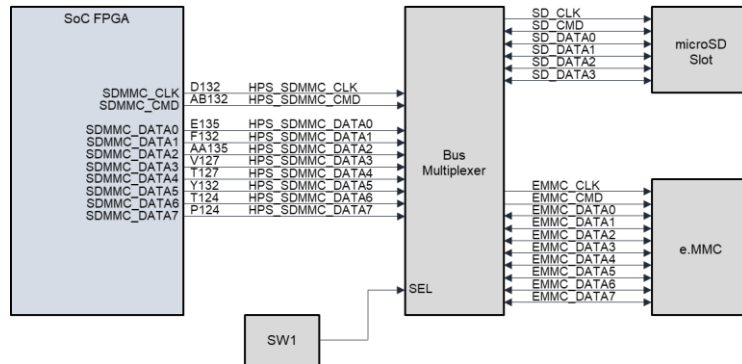 SoC FPGA
SDMMC_CLK D132 HPS_SDMMC_CLK
SDMMC_CMD AB132 HPS_SDMMC_CMD
SDMMC_DATA0 E135 HPS_SDMMC_DATA0
SDMMC_DATA1 F132 HPS_SDMMC_DATA1
SDMMC_DATA2 AA135 HPS_SDMMC_DATA2
SDMMC_DATA3 V127 HPS_SDMMC_DATA3
SDMMC_DATA4 T127 HPS_SDMMC_DATA4
SDMMC_DATA5 Y132 HPS_SDMMC_DATA5
SDMMC_DATA6 T124 HPS_SDMMC_DATA6
SDMMC_DATA7 P124 HPS_SDMMC_DATA7
Bus
Multiplexer
SEL
SW1
SD_CLK
SD_CMD
SD_DATA0
SD_DATA1
SD_DATA2
SD_DATA3
microSD
Slot
EMMC_CLK
EMMC_CMD
EMMC_DATA0
EMMC_DATA1
EMMC_DATA2
EMMC_DATA3
EMMC_DATA4
EMMC_DATA5
EMMC_DATA6
EMMC_DATA7
e.MMC